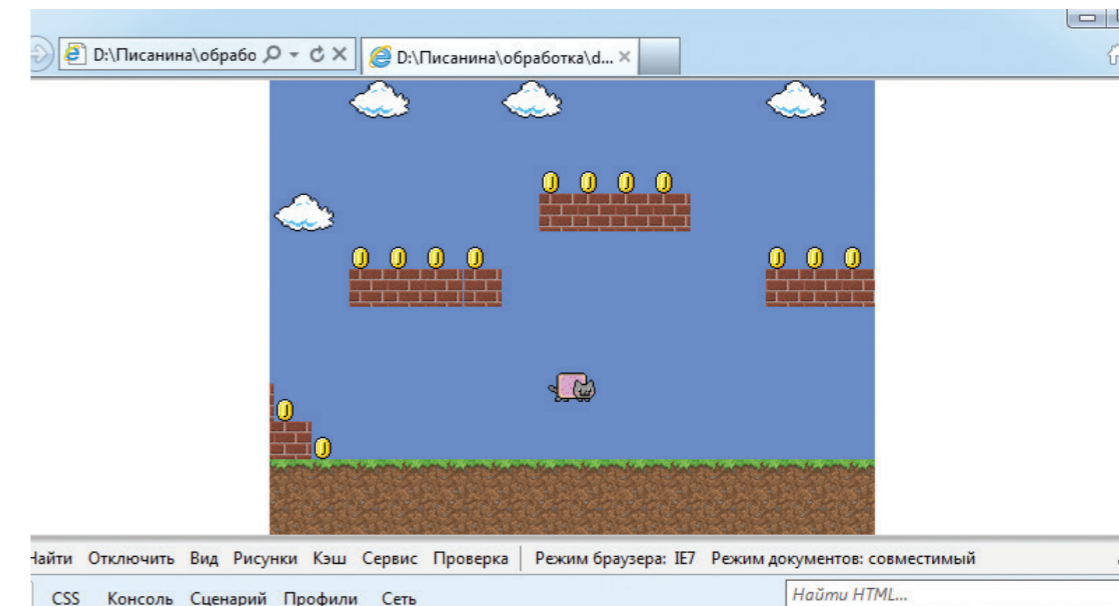 D:\Писанина\обрабо
D:\Писанина\обработка\d...
Найти Отключить Вид Рисунки Кэш Сервис Проверка Режим браузера: IE7 Режим документов: совместимый
CSS Консоль Сценарий Профили Сеть
Найти HTML...